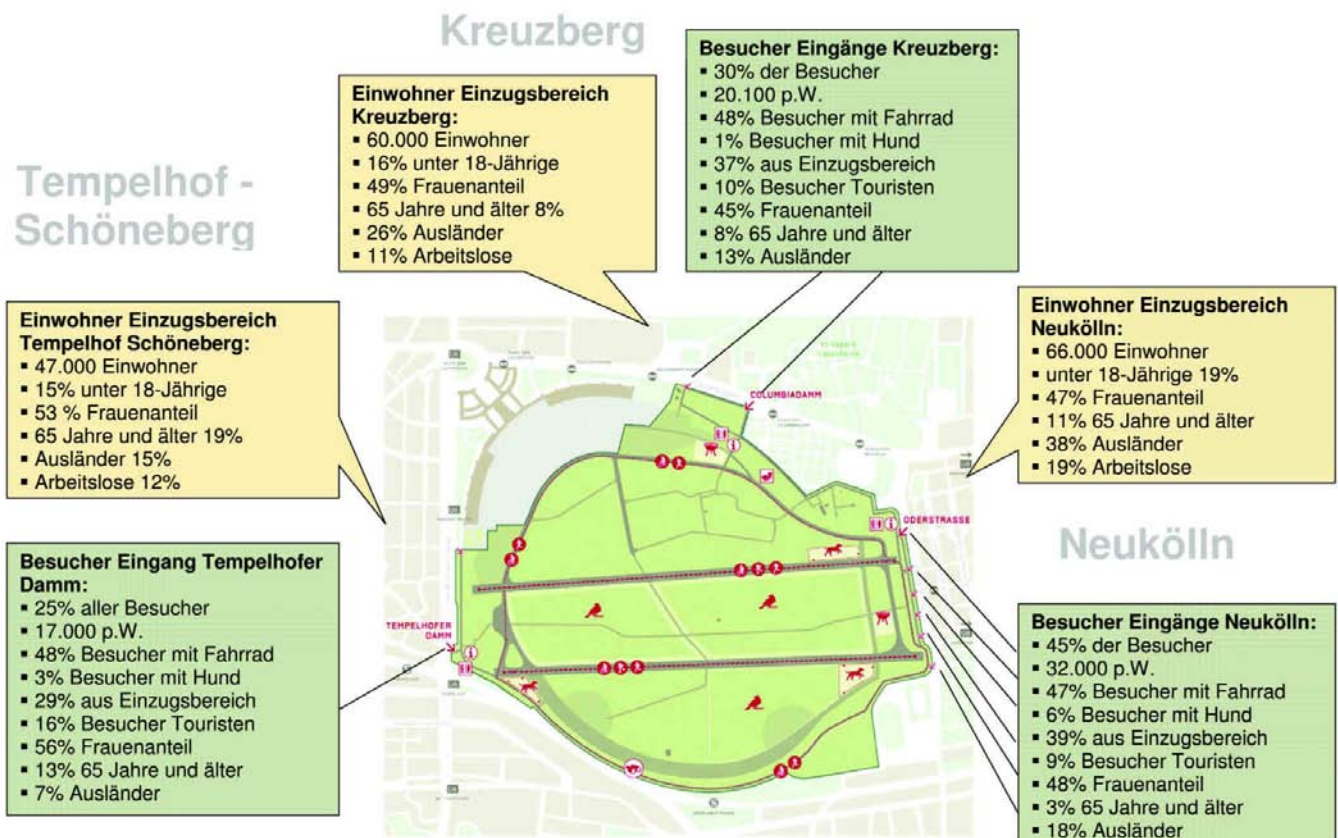 Kreuzberg
Tempelhof -
Schöneberg
Einwohner Einzugsbereich
Kreuzberg:
▪ 60.000 Einwohner
▪ 16% unter 18-Jährige
▪ 49% Frauenanteil
▪ 65 Jahre und älter 8%
▪ 26% Ausländer
▪ 11% Arbeitslose
Besucher Eingänge Kreuzberg:
▪ 30% der Besucher
▪ 20.100 p.W.
▪ 48% Besucher mit Fahrrad
▪ 1% Besucher mit Hund
▪ 37% aus Einzugsbereich
▪ 10% Besucher Touristen
▪ 45% Frauenanteil
▪ 8% 65 Jahre und älter
▪ 13% Ausländer
Einwohner Einzugsbereich
Tempelhof Schöneberg:
▪ 47.000 Einwohner
▪ 15% unter 18-Jährige
▪ 53 % Frauenanteil
▪ 65 Jahre und älter 19%
▪ Ausländer 15%
▪ Arbeitslose 12%
Einwohner Einzugsbereich
Neukölln:
▪ 66.000 Einwohner
▪ unter 18-Jährige 19%
▪ 47% Frauenanteil
▪ 11% 65 Jahre und älter
▪ 38% Ausländer
▪ 19% Arbeitslose
COLUMBIADAMM
ODERSTRASSE
TEMPELHOFER
DAMM
Neukölln
Besucher Eingang Tempelhofer
Damm:
▪ 25% aller Besucher
▪ 17.000 p.W.
▪ 48% Besucher mit Fahrrad
▪ 3% Besucher mit Hund
▪ 29% aus Einzugsbereich
▪ 16% Besucher Touristen
▪ 56% Frauenanteil
▪ 13% 65 Jahre und älter
▪ 7% Ausländer
Besucher Eingänge Neukölln:
▪ 45% der Besucher
▪ 32.000 p.W.
▪ 47% Besucher mit Fahrrad
▪ 6% Besucher mit Hund
▪ 39% aus Einzugsbereich
▪ 9% Besucher Touristen
▪ 48% Frauenanteil
▪ 3% 65 Jahre und älter
▪ 18% Ausländer